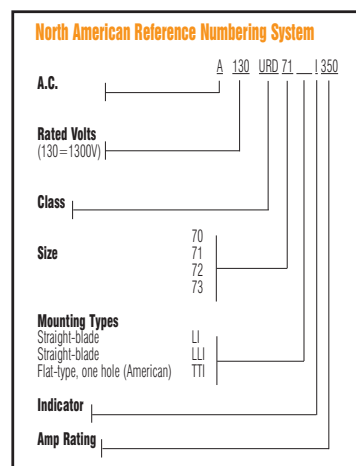 North American Reference Numbering System
A 130 URD 71 __ I 350
A.C.
Rated Volts
(130=1300V)
Class
Size
70
71
72
73
Mounting Types
Straight-blade LI
Straight-blade LLI
Flat-type, one hole (American) TTI
Indicator
Amp Rating